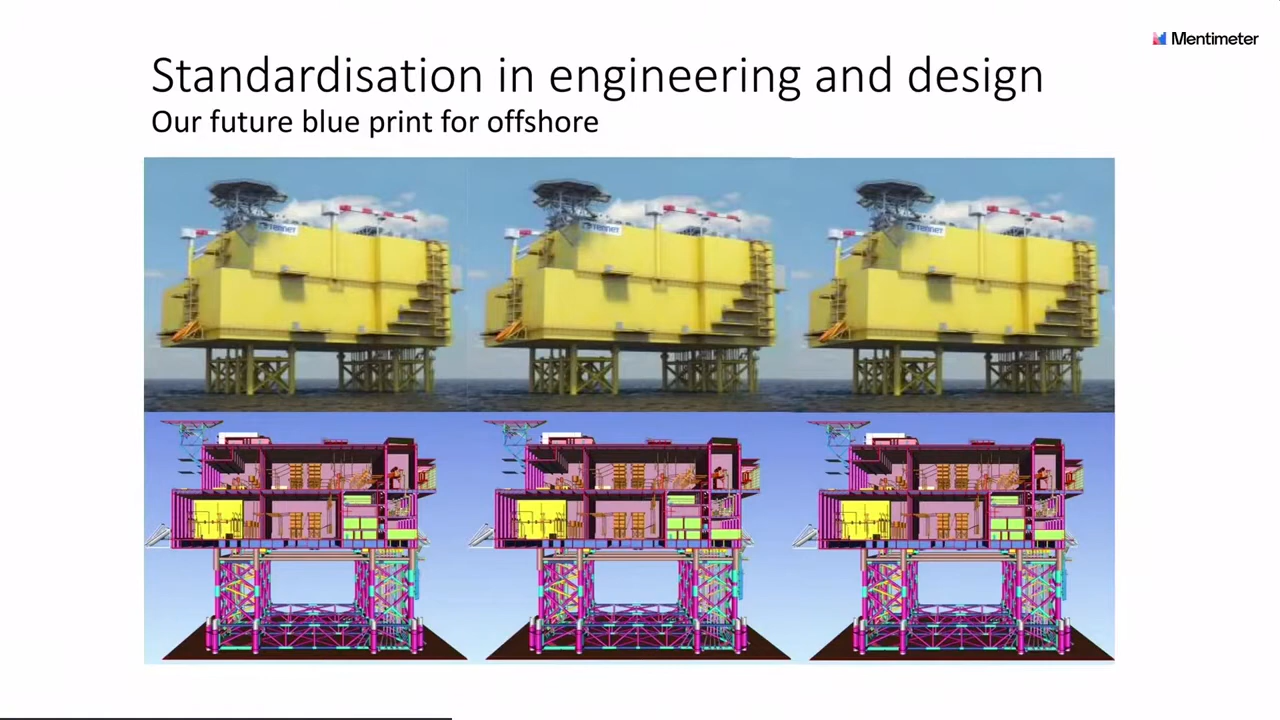 Mentimeter
Standardisation in engineering and design
Our future blue print for offshore